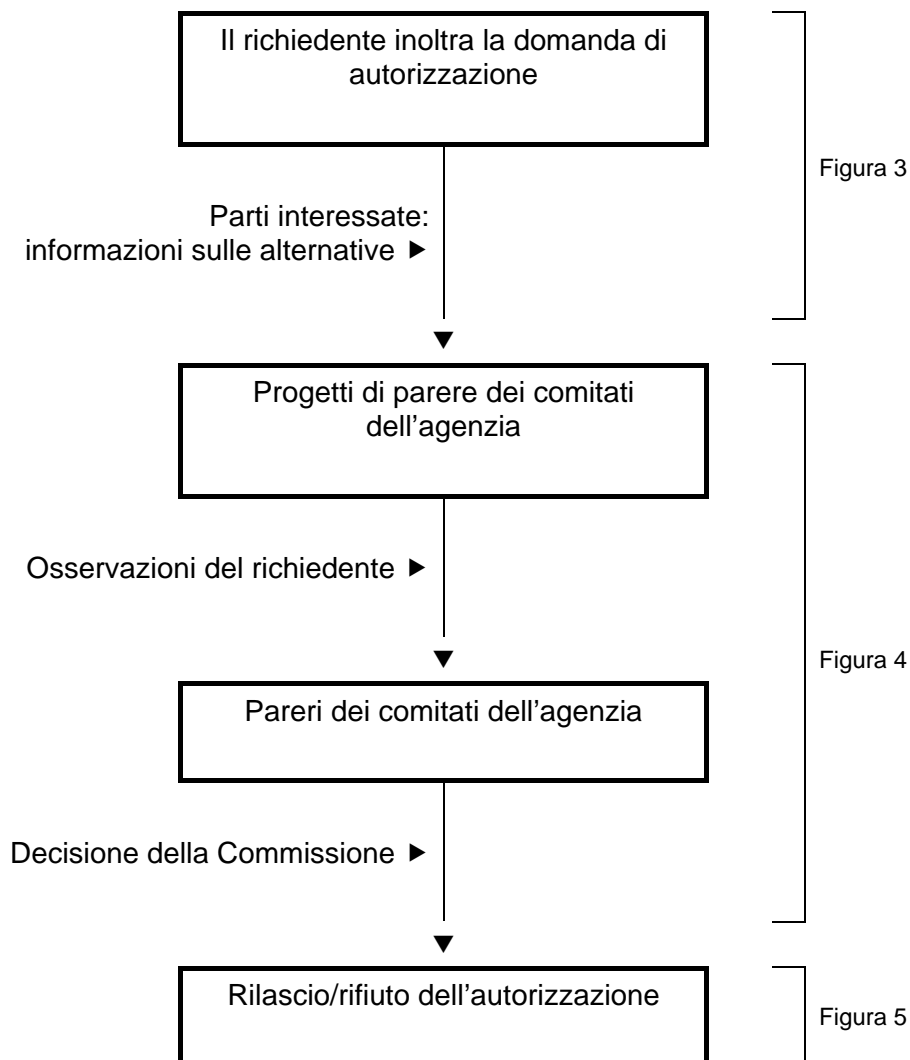 Il richiedente inoltra la domanda di
autorizzazione
Figura 3
Parti interessate:
informazioni sulle alternative ►
Progetti di parere dei comitati
dell’agenzia
Osservazioni del richiedente ►
Figura 4
Pareri dei comitati dell’agenzia
Decisione della Commissione ►
Rilascio/rifiuto dell’autorizzazione
Figura 5